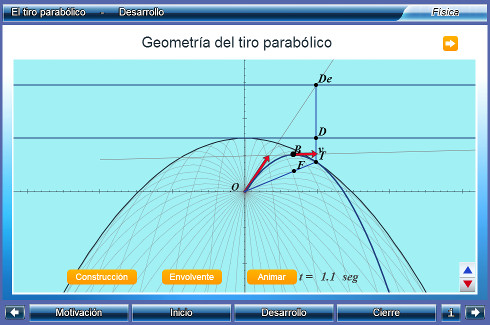 El tiro parabólico - Desarrollo Física
Geometría del tiro parabólico
De
D
B v
T
F
O
Construcción Envolvente Animar t = 1.1 seg
Motivación Inicio Desarrollo Cierre i